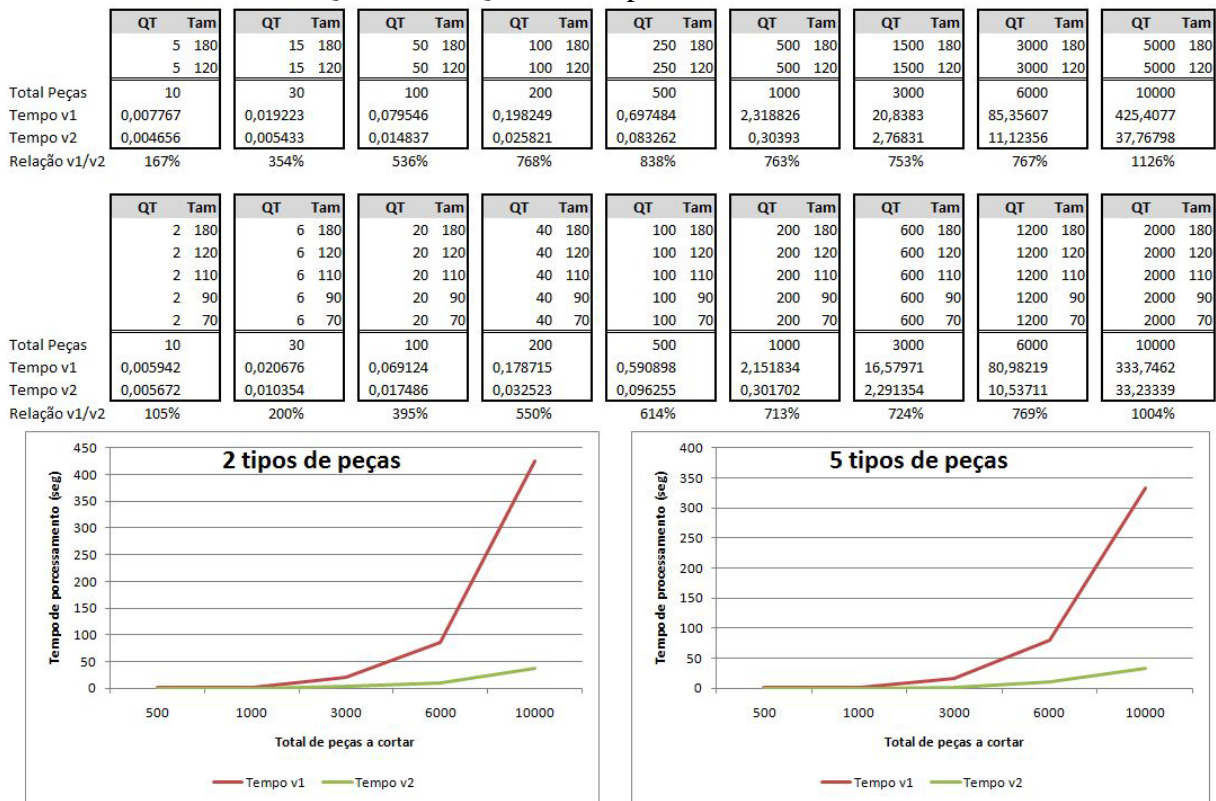 QT Tam QT Tam QT Tam QT Tam QT Tam QT Tam QT Tam QT Tam QT Tam
5 180 15 180 50 180 100 180 250 180 500 180 1500 180 3000 180 5000 180
5 120 15 120 50 120 100 120 250 120 500 120 1500 120 3000 120 5000 120
Total Peças 10 30 100 200 500 1000 3000 6000 10000
Tempo v1 0,007767 0,019223 0,079546 0,198249 0,697484 2,318826 20,8383 85,35607 425,4077
Tempo v2 0,004656 0,005433 0,014837 0,025821 0,083262 0,30393 2,76831 11,12356 37,76798
Relação v1/v2 167% 354% 536% 768% 838% 763% 753% 767% 1126%
QT Tam QT Tam QT Tam QT Tam QT Tam QT Tam QT Tam QT Tam QT Tam
2 180 6 180 20 180 40 180 100 180 200 180 600 180 1200 180 2000 180
2 120 6 120 20 120 40 120 100 120 200 120 600 120 1200 120 2000 120
2 110 6 110 20 110 40 110 100 110 200 110 600 110 1200 110 2000 110
2 90 6 90 20 90 40 90 100 90 200 90 600 90 1200 90 2000 90
2 70 6 70 20 70 40 70 100 70 200 70 600 70 1200 70 2000 70
Total Peças 10 30 100 200 500 1000 3000 6000 10000
Tempo v1 0,005942 0,020676 0,069124 0,178715 0,590898 2,151834 16,57971 80,98219 333,7462
Tempo v2 0,005672 0,010354 0,017486 0,032523 0,096255 0,301702 2,291354 10,53711 33,23339
Relação v1/v2 105% 200% 395% 550% 614% 713% 724% 769% 1004%
2 tipos de peças
Tempo de porcessamento (seg)
450
400
350
300
250
200
150
100
50
0
500 1000 3000 6000 10000
Total de peças a cortar
Tempo v1 Tempo v2
5 tipos de peças
Tempo de processamento (seg)
400
350
300
250
200
150
100
50
0
500 1000 3000 6000 10000
Total de peças a cortar
Tempo v1 Tempo v2